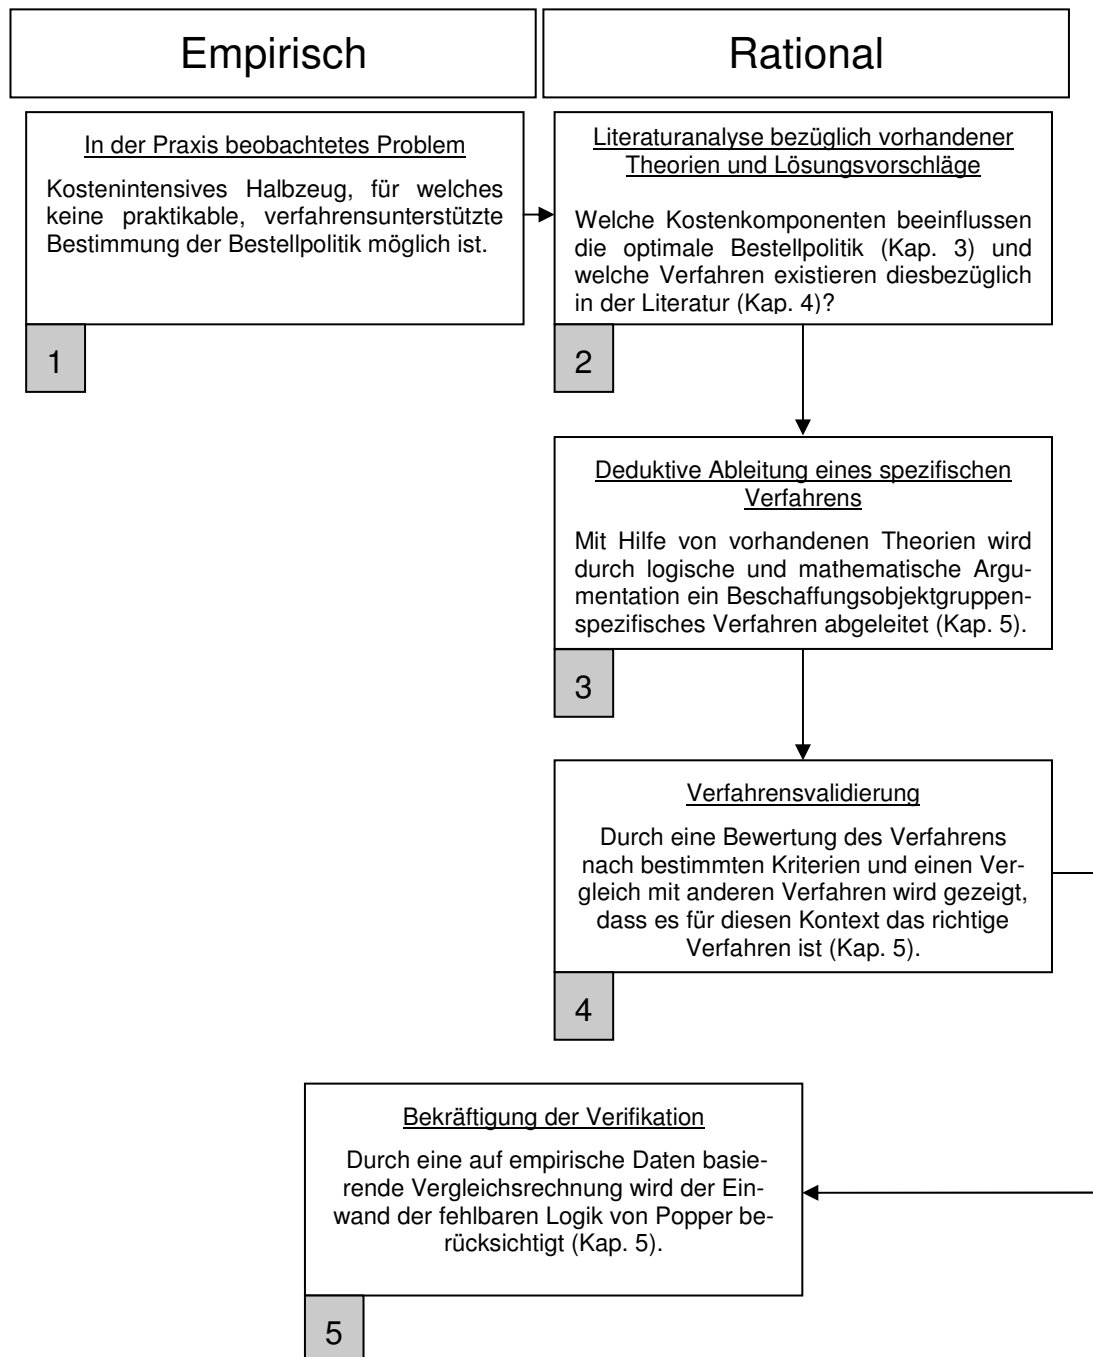 Empirisch
Rational
In der Praxis beobachtetes Problem
Kostenintensives Halbzeug, für welches
keine praktikable, verfahrensunterstützte
Bestimmung der Bestellpolitik möglich ist.
1
Literaturanalyse bezüglich vorhandener
Theorien und Lösungsvorschläge
Welche Kostenkomponenten beeinflussen
die optimale Bestellpolitik (Kap. 3) und
welche Verfahren existieren diesbezüglich
in der Literatur (Kap. 4)?
2
Deduktive Ableitung eines spezifischen
Verfahrens
Mit Hilfe von vorhandenen Theorien wird
durch logische und mathematische Argu-
mentation ein Beschaffungsobjektgruppen-
spezifisches Verfahren abgeleitet (Kap. 5).
3
Verfahrensvalidierung
Durch eine Bewertung des Verfahrens
nach bestimmten Kriterien und einen Ver-
gleich mit anderen Verfahren wird gezeigt,
dass es für diesen Kontext das richtige
Verfahren ist (Kap. 5).
4
Bekräftigung der Verifikation
Durch eine auf empirische Daten basie-
rende Vergleichsrechnung wird der Ein-
wand der fehlbaren Logik von Popper be-
rücksichtigt (Kap. 5).
5